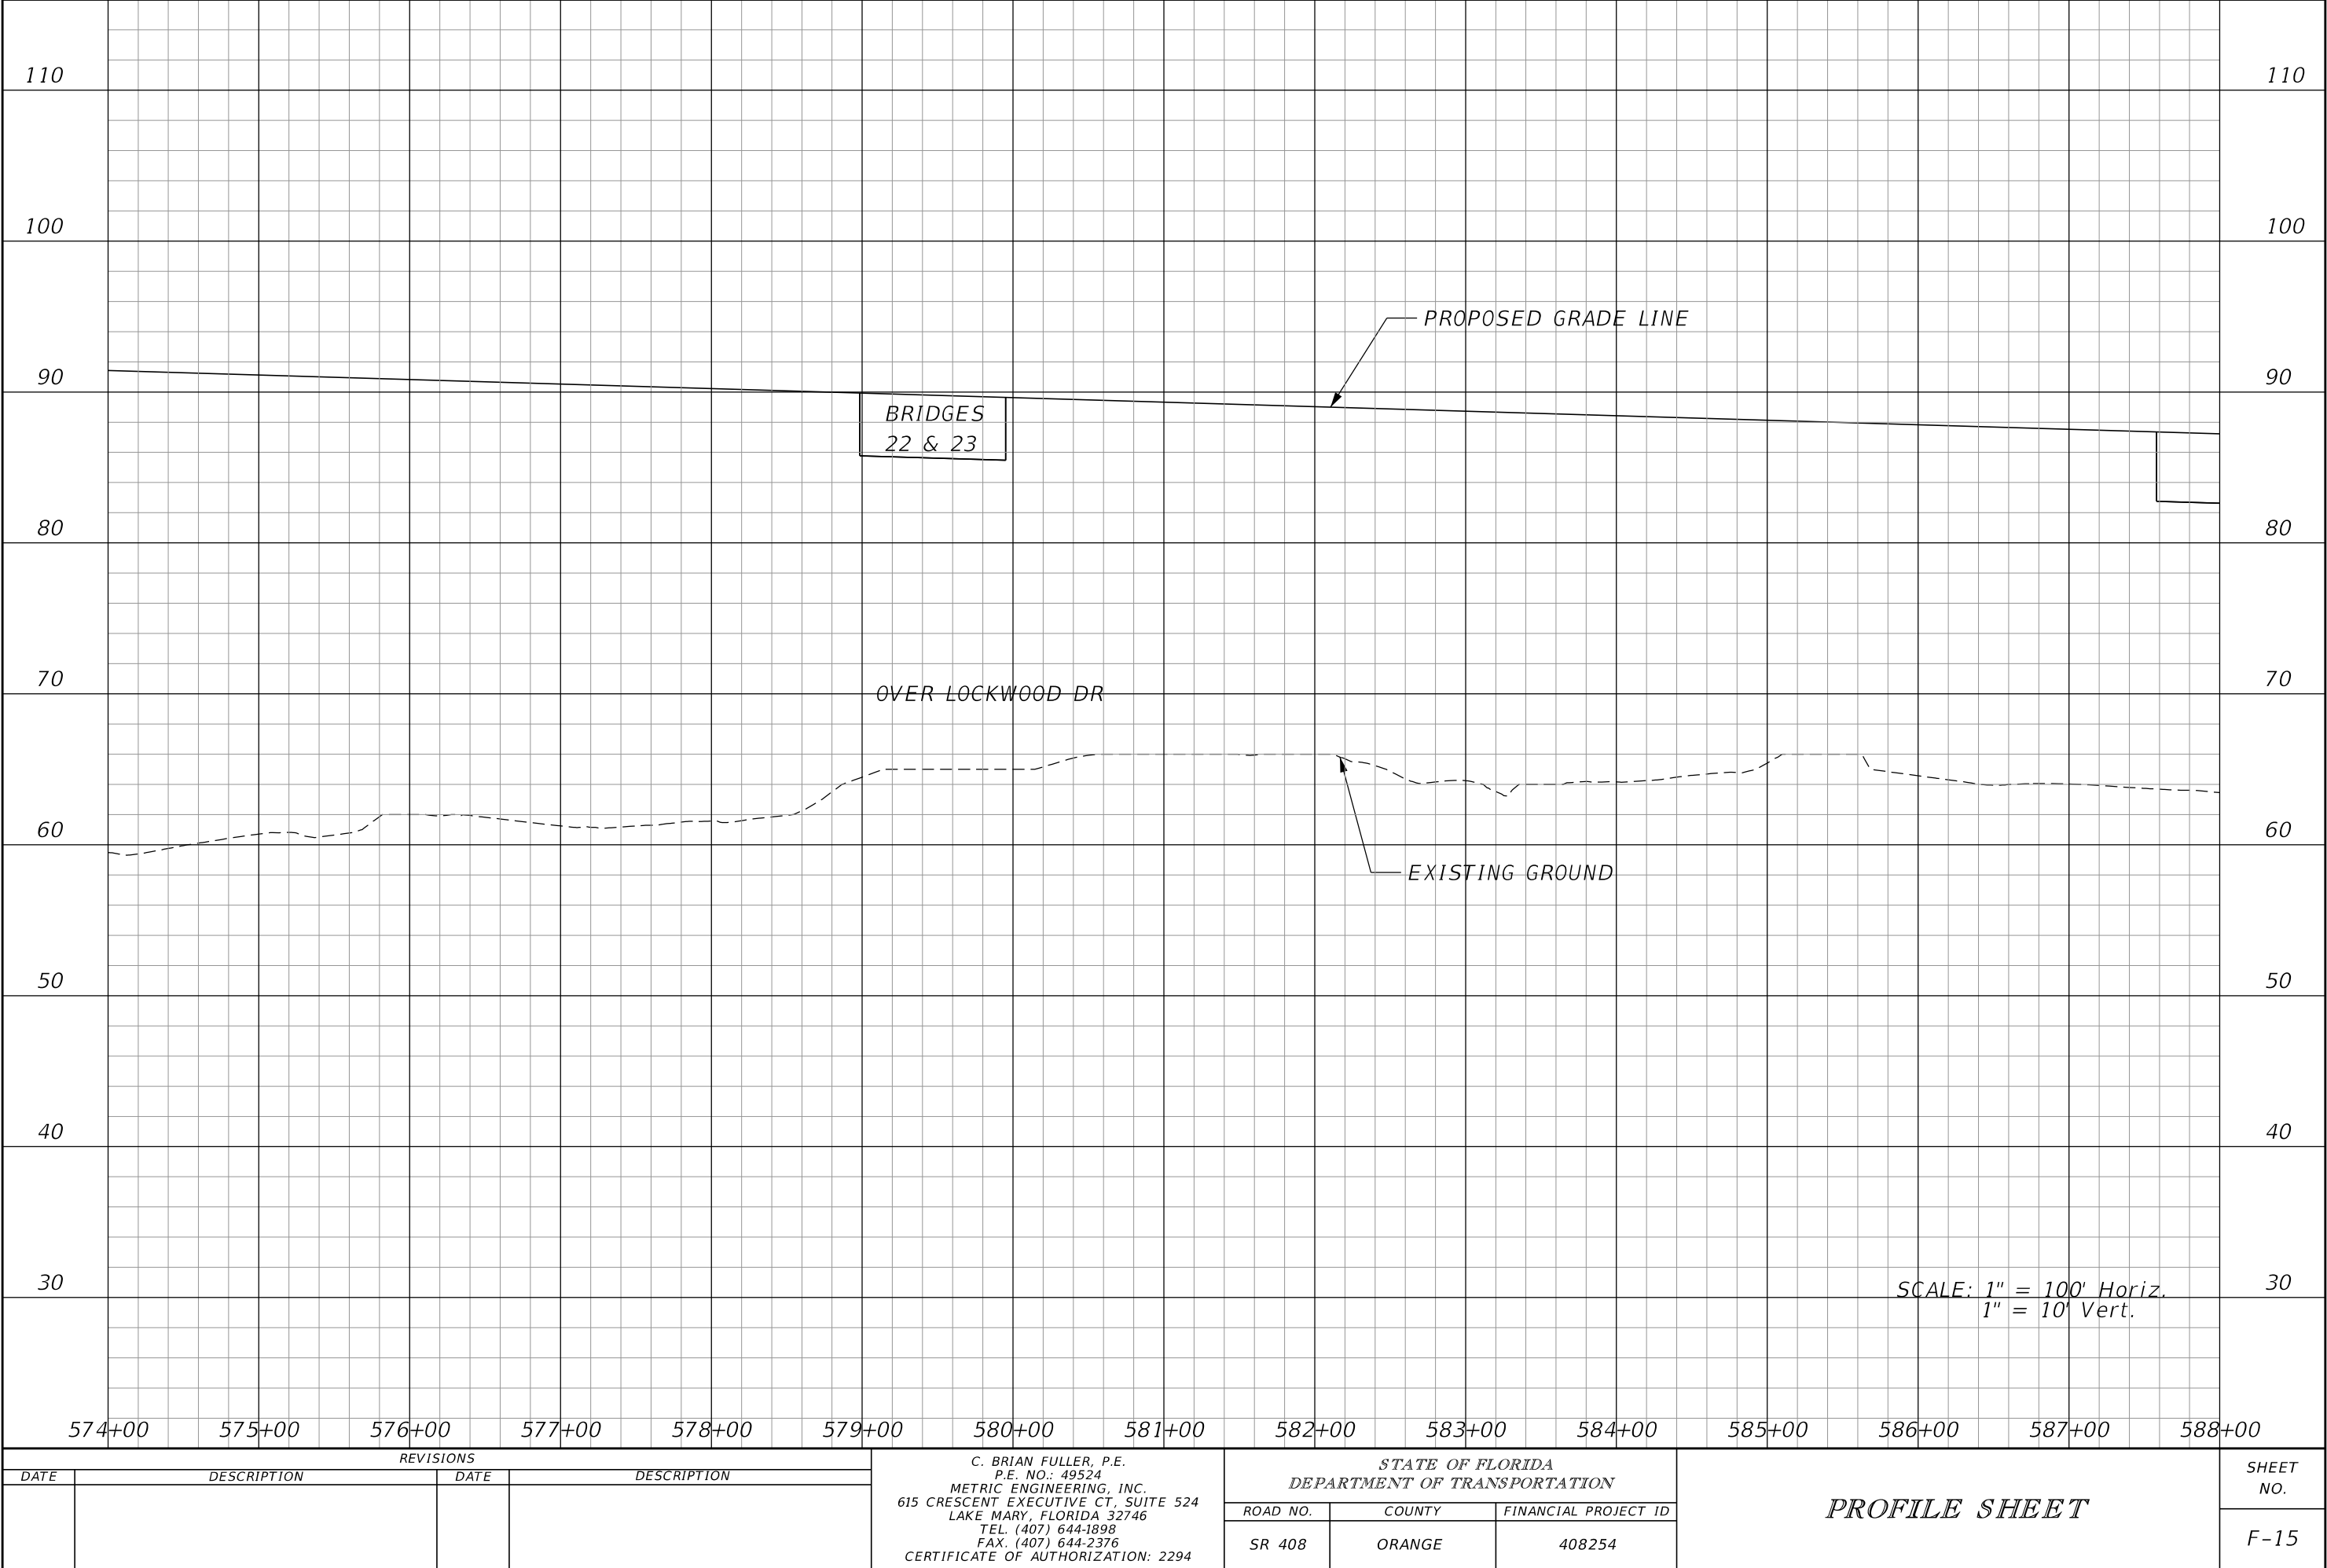 110 110
100 100
PROPOSED GRADE LINE
90 90
BRIDGES
22 & 23
80 80
70 70
OVER LOCKWOOD DR
60 60
EXISTING GROUND
50 50
40 40
30 30
SCALE: 1" = 100' Horiz.
1" = 10' Vert.
574+00 575+00 576+00 577+00 578+00 579+00 580+00 581+00 582+00 583+00 584+00 585+00 586+00 587+00 588+00
REVISIONS
DATE DESCRIPTION DATE DESCRIPTION
C. BRIAN FULLER, P.E.
P.E. NO.: 49524
METRIC ENGINEERING, INC.
615 CRESCENT EXECUTIVE CT, SUITE 524
LAKE MARY, FLORIDA 32746
TEL. (407) 644-1898
FAX. (407) 644-2376
CERTIFICATE OF AUTHORIZATION: 2294
STATE OF FLORIDA
DEPARTMENT OF TRANSPORTATION
ROAD NO. COUNTY FINANCIAL PROJECT ID
SR 408 ORANGE 408254
PROFILE SHEET
SHEET
NO.
F-15